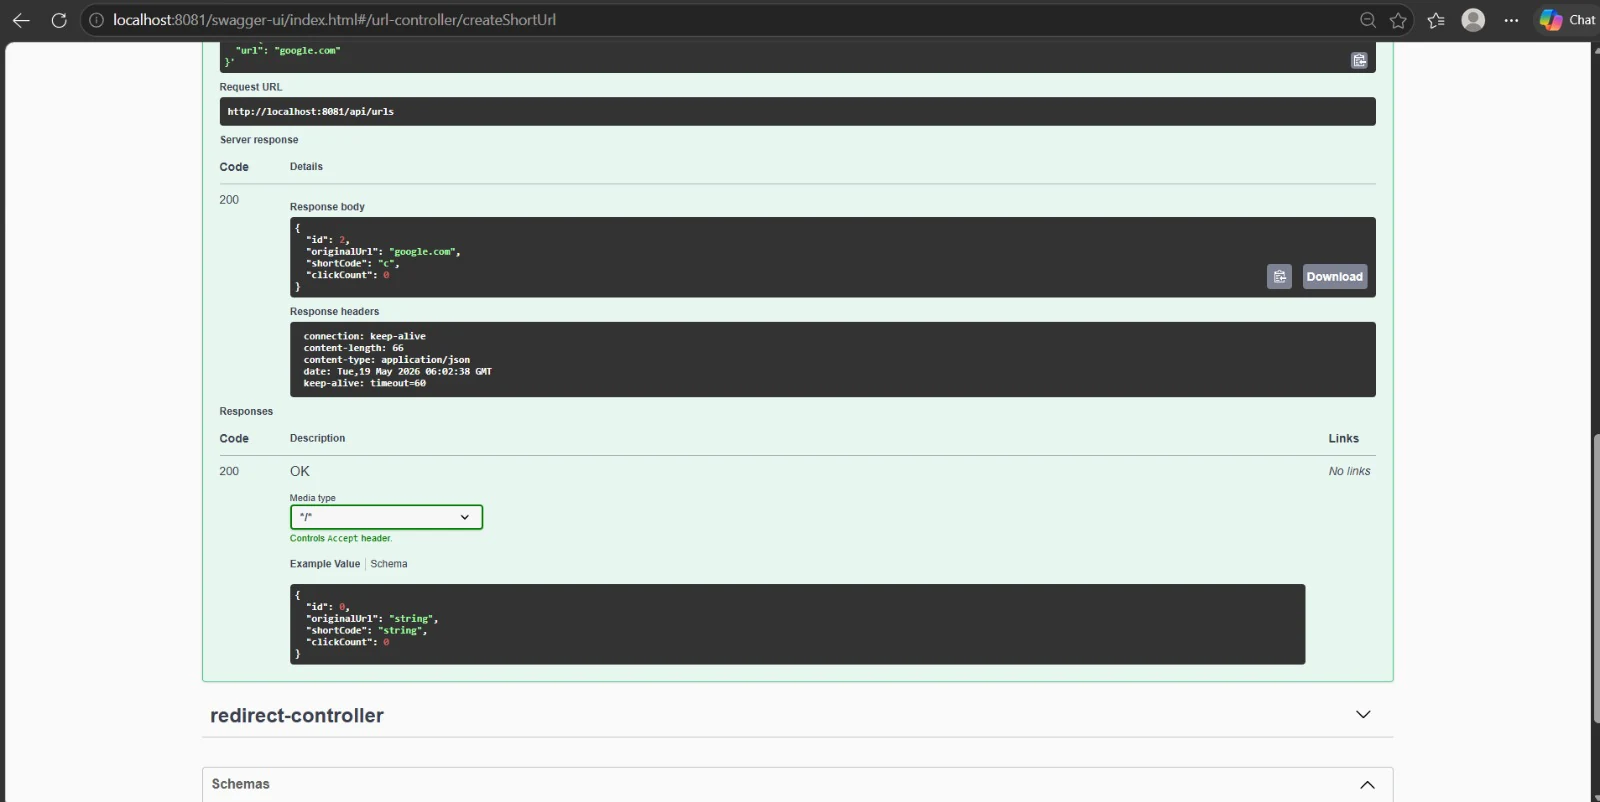 localhost:8081/swagger-ui/index.html#/url-controller/createShortUrl
Chat
"url": "google.com"
}'
Request URL
http://localhost:8081/api/urls
Server response
Code Details
200
Response body
{
"id": 2,
"originalUrl": "google.com",
"shortCode": "c",
"clickCount": 0
}
Download
Response headers
connection: keep-alive
content-length: 66
content-type: application/json
date: Tue,19 May 2026 06:02:38 GMT
keep-alive: timeout=60
Responses
Code Description Links
200 OK No links
Media type
*/*
Controls Accept header.
Example Value Schema
{
"id": 0,
"originalUrl": "string",
"shortCode": "string",
"clickCount": 0
}
redirect-controller
Schemas